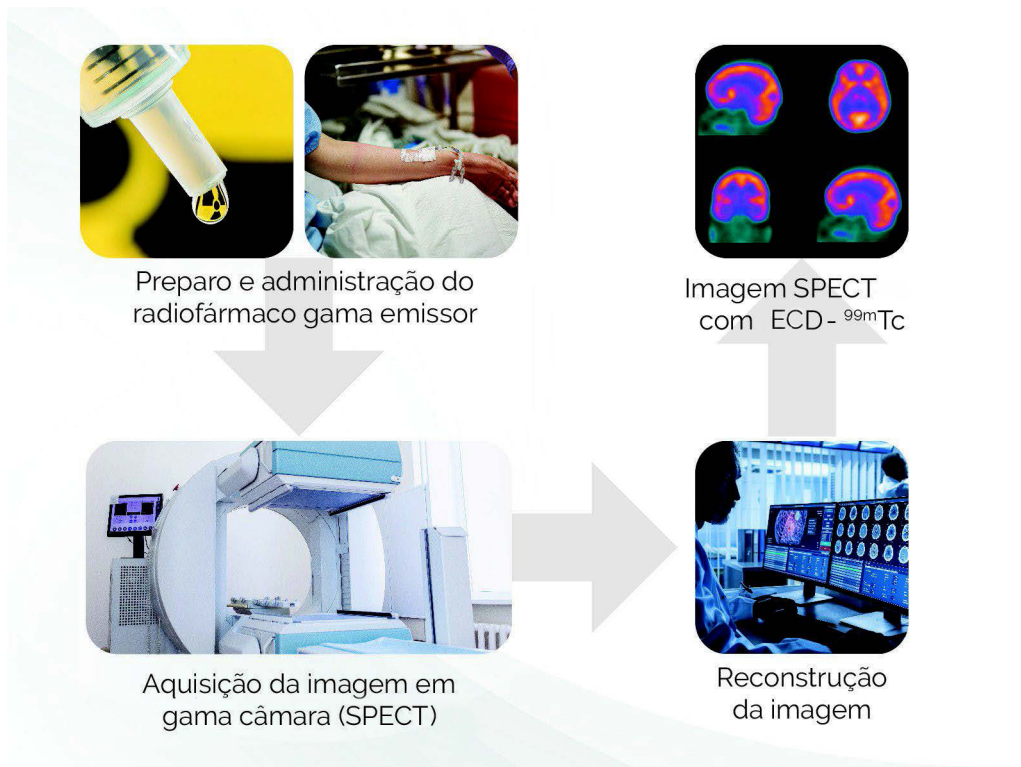 Preparo e administração do
radiofármaco gama emissor
Aquisição da imagem em
gama câmara (SPECT)
Reconstrução
da imagem
Imagem SPECT
com ECD - ⁹⁹ᵐTc